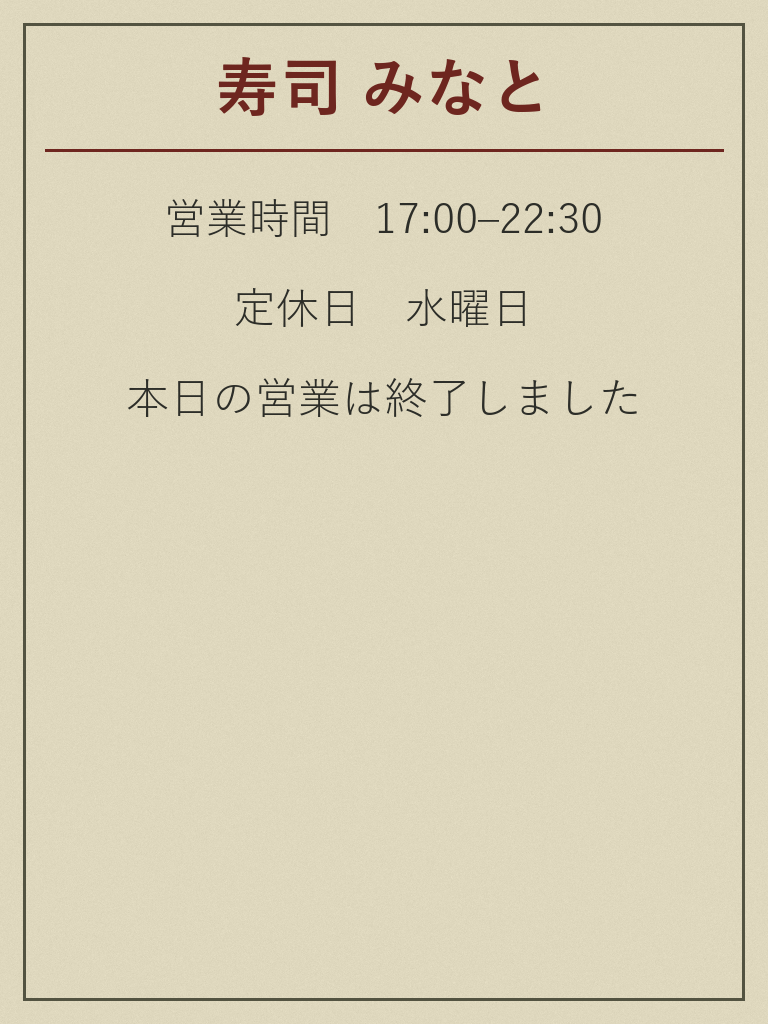 寿司 みなと
営業時間　17:00–22:30
定休日　水曜日
本日の営業は終了しました